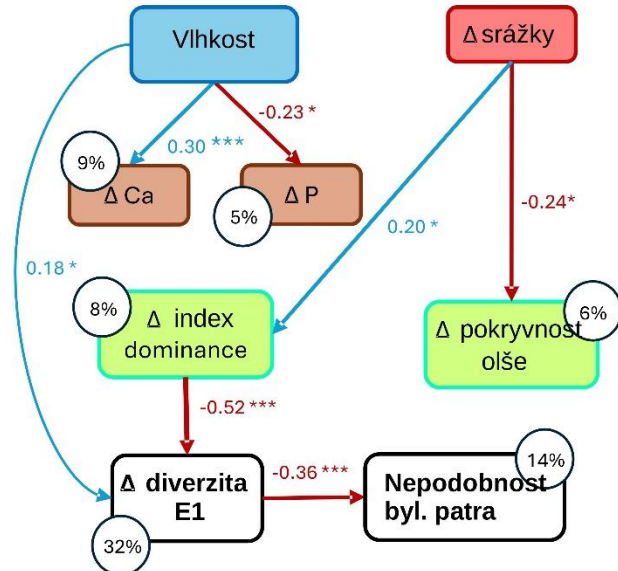 Vlhkost
Δ srážky
-0.23 *
0.30 ***
9%
Δ Ca
Δ P
5%
-0.24*
0.20 *
0.18 *
8%
Δ index
dominance
6%
Δ pokryvnost
olše
-0.52 ***
Δ diverzita
E1
32%
-0.36 ***
14%
Nepodobnost
byl. patra